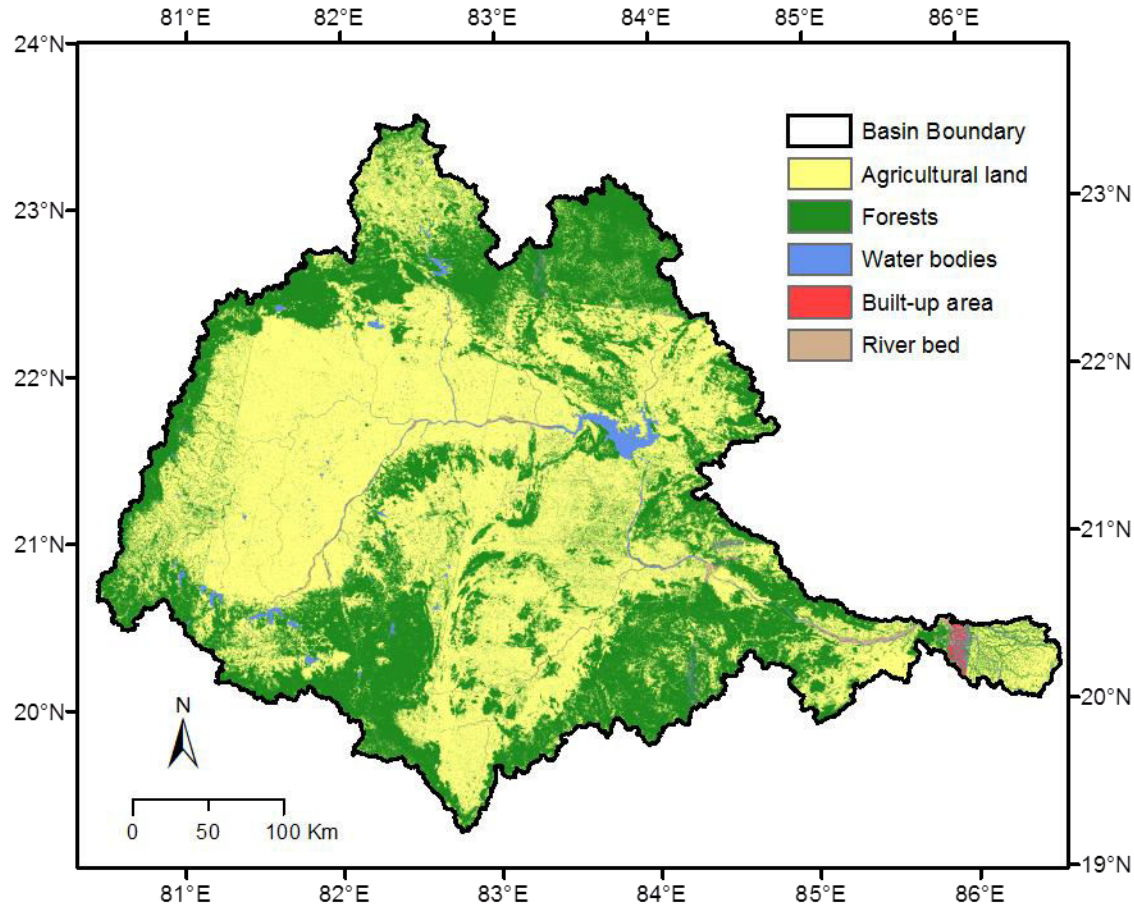 81°E 82°E 83°E 84°E 85°E 86°E
24°N
Basin Boundary
Agricultural land
23°N
23°N
Forests
Water bodies
Built-up area
River bed
22°N
22°N
21°N
21°N
20°N
20°N
N
0 50 100 Km
19°N
81°E 82°E 83°E 84°E 85°E 86°E